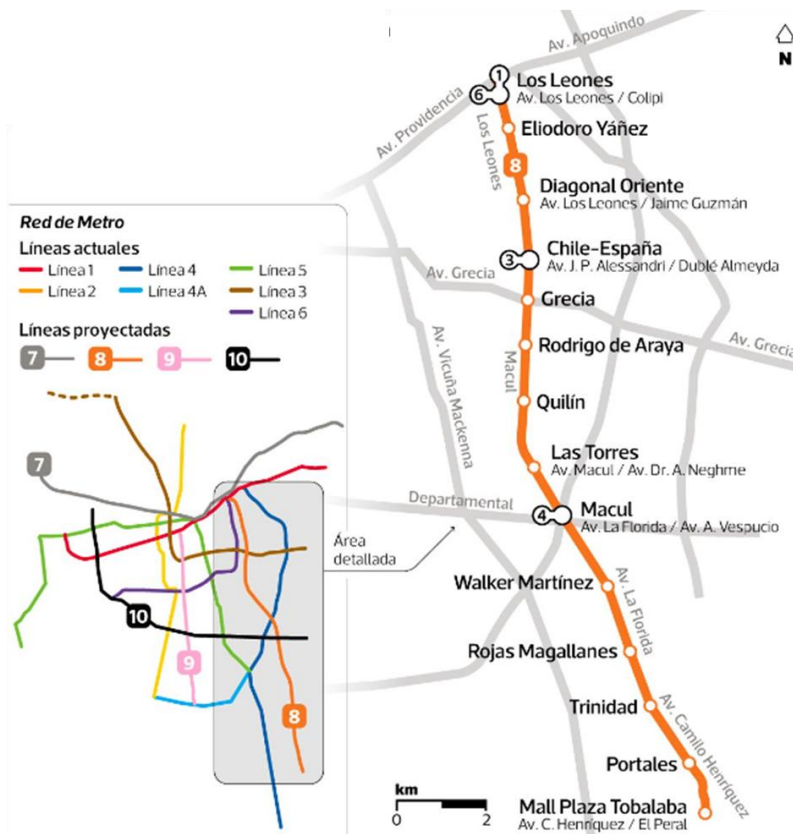 Red de Metro
Líneas actuales
Línea 1
Línea 4
Línea 5
Línea 2
Línea 4A
Línea 3
Línea 6
Líneas proyectadas
7
8
9
10
7
10
9
8
Área
detallada
N
Av. Apoquindo
Av. Providencia
Los Leones
1
6
Los Leones
Av. Los Leones / Colipi
Eliodoro Yáñez
8
Diagonal Oriente
Av. Los Leones / Jaime Guzmán
3
Chile-España
Av. J. P. Alessandri / Dublé Almeyda
Av. Grecia
Grecia
Av. Grecia
Av. Vicuña Mackenna
Macul
Rodrigo de Araya
Quilín
Las Torres
Av. Macul / Av. Dr. A. Neghme
Departamental
4
Macul
Av. La Florida / Av. A. Vespucio
Walker Martínez
Av. La Florida
Rojas Magallanes
Trinidad
Av. Camilo Henríquez
Portales
Mall Plaza Tobalaba
Av. C. Henríquez / El Peral
km
0 2